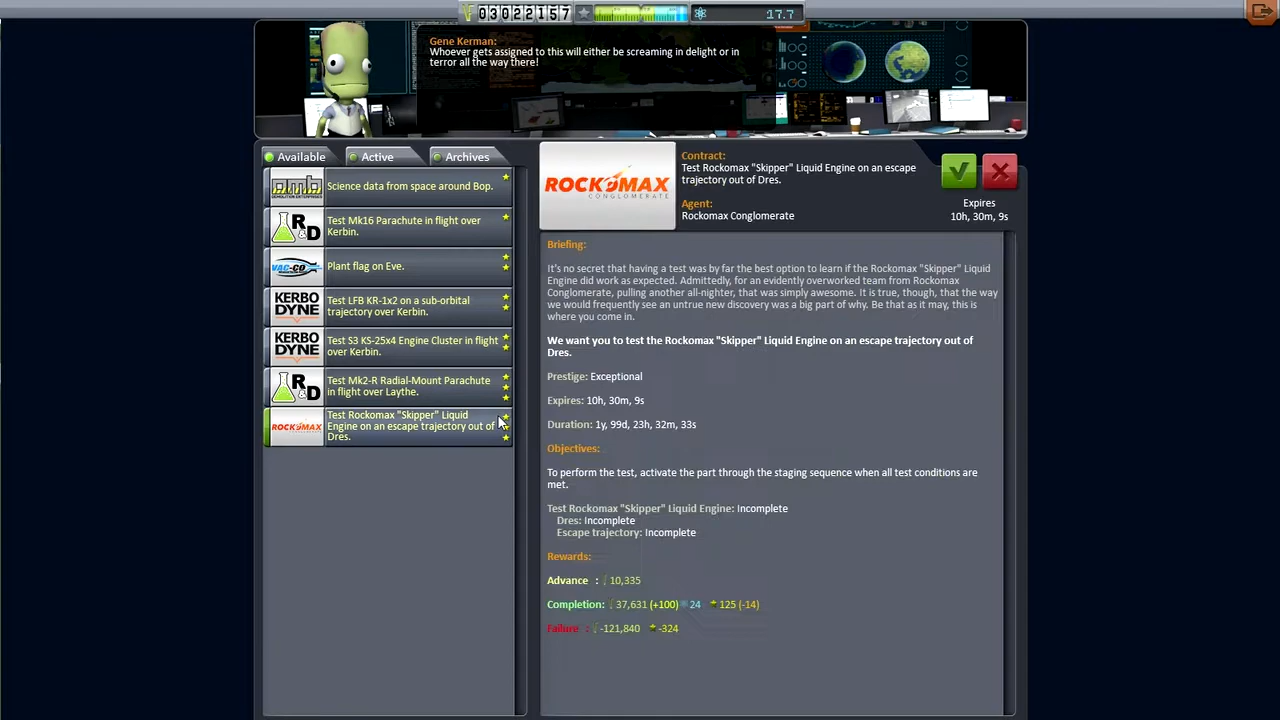 03022157
17.7
Gene Kerman:
Whoever gets assigned to this will either be screaming in delight or in
terror all the way there!
Available
Active
Archives
Science data from space around Bop.
R&D
Test Mk16 Parachute in flight over
Kerbin.
VAC-CO
Plant flag on Eve.
KERBO
DYNE
Test LFB KR-1x2 on a sub-orbital
trajectory over Kerbin.
KERBO
DYNE
Test S3 KS-25x4 Engine Cluster in flight
over Kerbin.
R&D
Test Mk2-R Radial-Mount Parachute
in flight over Laythe.
ROCKOMAX
Test Rockomax "Skipper" Liquid
Engine on an escape trajectory out of
Dres.
ROCKOMAX
CONGLOMERATE
Contract:
Test Rockomax "Skipper" Liquid Engine on an escape
trajectory out of Dres.
Agent:
Rockomax Conglomerate
Expires
10h, 30m, 9s
Briefing:
It's no secret that having a test was by far the best option to learn if the Rockomax "Skipper" Liquid
Engine did work as expected. Admittedly, for an evidently overworked team from Rockomax
Conglomerate, pulling another all-nighter, that was simply awesome. It is true, though, that the way
we would frequently see an untrue new discovery was a big part of why. Be that as it may, this is
where you come in.
We want you to test the Rockomax "Skipper" Liquid Engine on an escape trajectory out of
Dres.
Prestige: Exceptional
Expires: 10h, 30m, 9s
Duration: 1y, 99d, 23h, 32m, 33s
Objectives:
To perform the test, activate the part through the staging sequence when all test conditions are
met.
Test Rockomax "Skipper" Liquid Engine: Incomplete
Dres: Incomplete
Escape trajectory: Incomplete
Rewards:
Advance : 10,335
Completion: 37,631 (+100) 24 125 (-14)
Failure : -121,840 -324